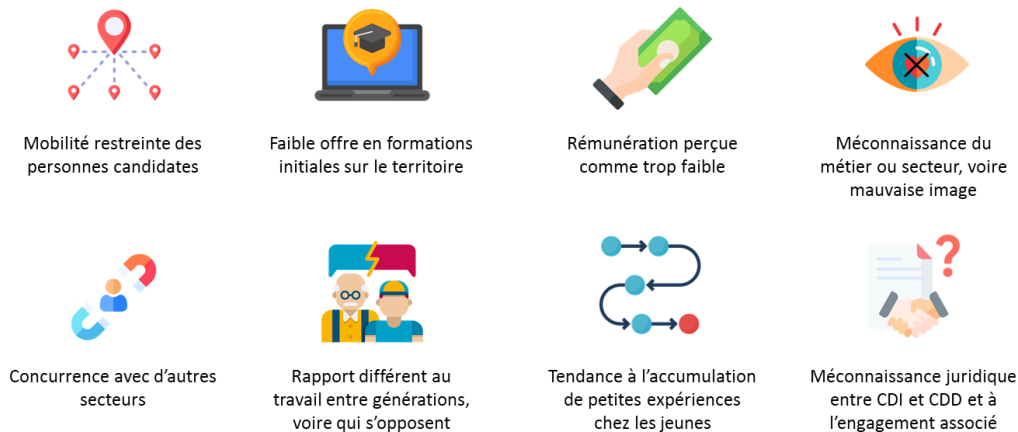 Mobilité restreinte des
personnes candidates
Faible offre en formations
initiales sur le territoire
Rémunération perçue
comme trop faible
Méconnaissance du
métier ou secteur, voire
mauvaise image
Concurrence avec d’autres
secteurs
Rapport différent au
travail entre générations,
voire qui s’opposent
Tendance à l’accumulation
de petites expériences
chez les jeunes
Méconnaissance juridique
entre CDI et CDD et à
l’engagement associé